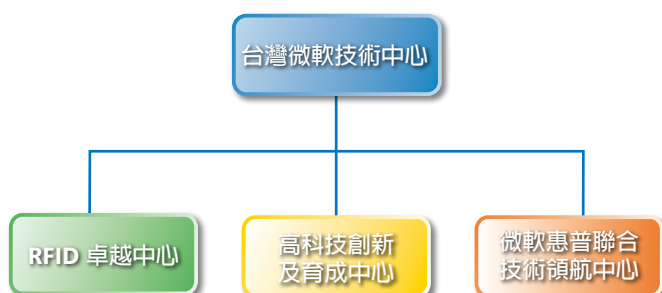 台灣微軟技術中心
RFID 卓越中心
高科技創新
及育成中心
微軟惠普聯合
技術領航中心